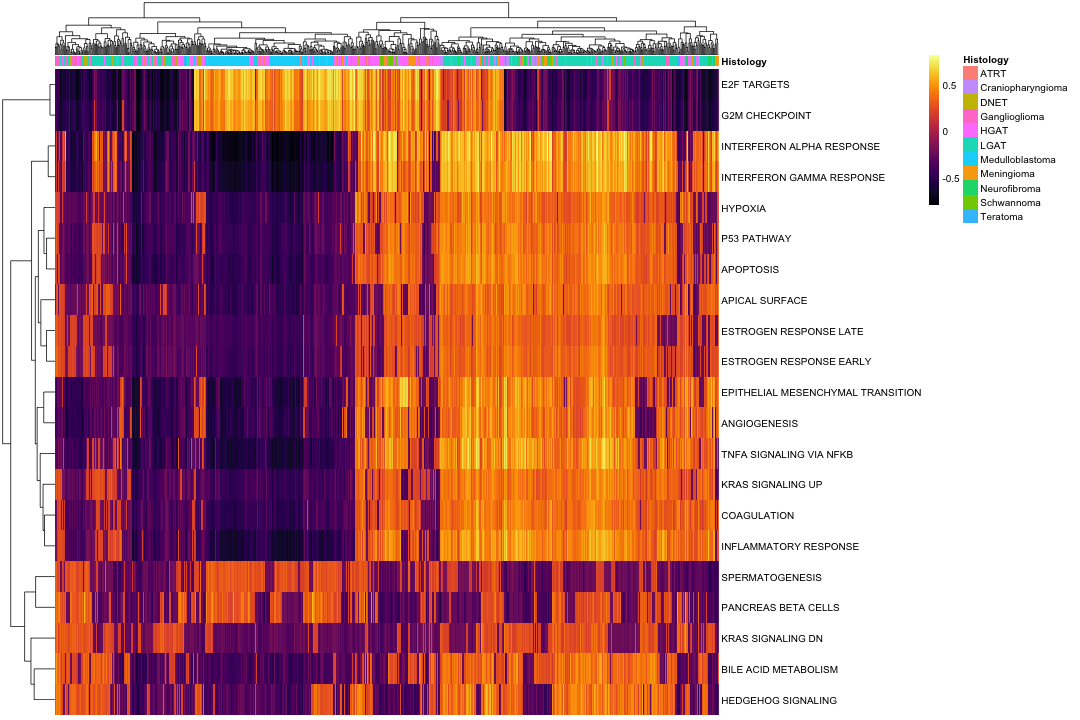 Histology
E2F TARGETS
G2M CHECKPOINT
INTERFERON ALPHA RESPONSE
INTERFERON GAMMA RESPONSE
HYPOXIA
P53 PATHWAY
APOPTOSIS
APICAL SURFACE
ESTROGEN RESPONSE LATE
ESTROGEN RESPONSE EARLY
EPITHELIAL MESENCHYMAL TRANSITION
ANGIOGENESIS
TNFA SIGNALING VIA NFKB
KRAS SIGNALING UP
COAGULATION
INFLAMMATORY RESPONSE
SPERMATOGENESIS
PANCREAS BETA CELLS
KRAS SIGNALING DN
BILE ACID METABOLISM
HEDGEHOG SIGNALING
0.5
0
-0.5
Histology
ATRT
Craniopharyngioma
DNET
Ganglioglioma
HGAT
LGAT
Medulloblastoma
Meningioma
Neurofibroma
Schwannoma
Teratoma